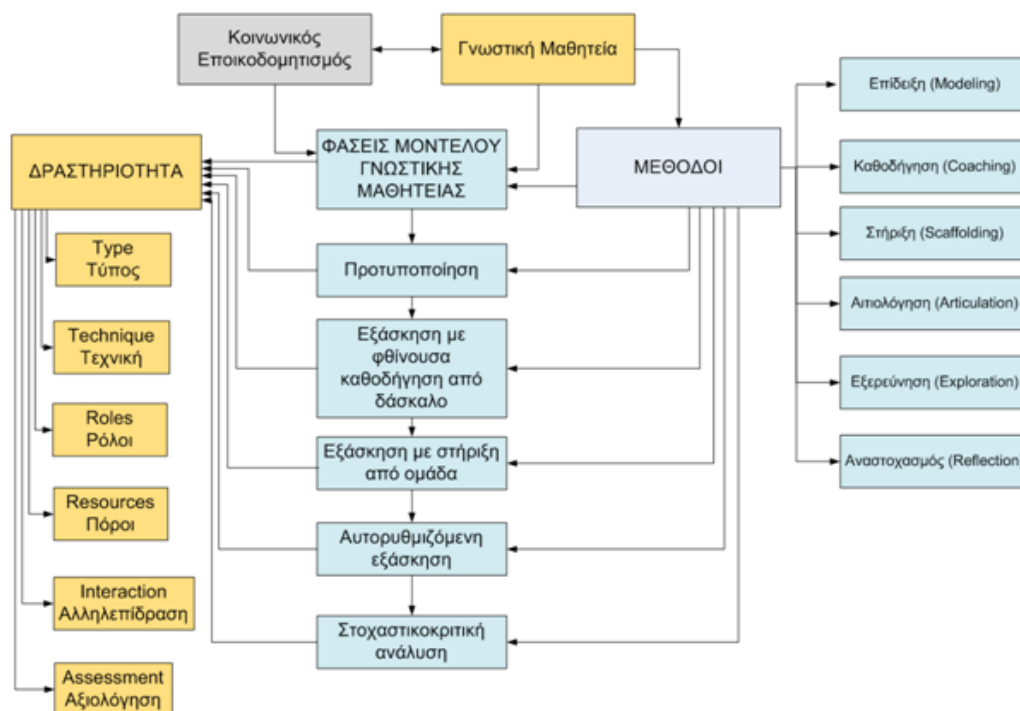 Κοινωνικός
Εποικοδομητισμός
Γνωστική Μαθητεία
ΔΡΑΣΤΗΡΙΟΤΗΤΑ
ΦΑΣΕΙΣ ΜΟΝΤΕΛΟΥ
ΓΝΩΣΤΙΚΗΣ
ΜΑΘΗΤΕΙΑΣ
ΜΕΘΟΔΟΙ
Type
Τύπος
Technique
Τεχνική
Roles
Ρόλοι
Resources
Πόροι
Interaction
Αλληλεπίδραση
Assessment
Αξιολόγηση
Προτυποποίηση
Εξάσκηση με
φθίνουσα
καθοδήγηση από
δάσκαλο
Εξάσκηση με στήριξη
από ομάδα
Αυτορυθμιζόμενη
εξάσκηση
Στοχαστικοκριτική
ανάλυση
Επίδειξη (Modeling)
Καθοδήγηση (Coaching)
Στήριξη (Scaffolding)
Αιτιολόγηση (Articulation)
Εξερεύνηση (Exploration)
Αναστοχασμός (Reflection)